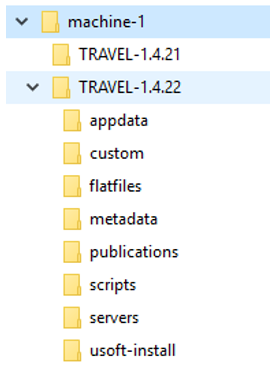 machine-1
TRAVEL-1.4.21
TRAVEL-1.4.22
appdata
custom
flatfiles
metadata
publications
scripts
servers
usoft-install